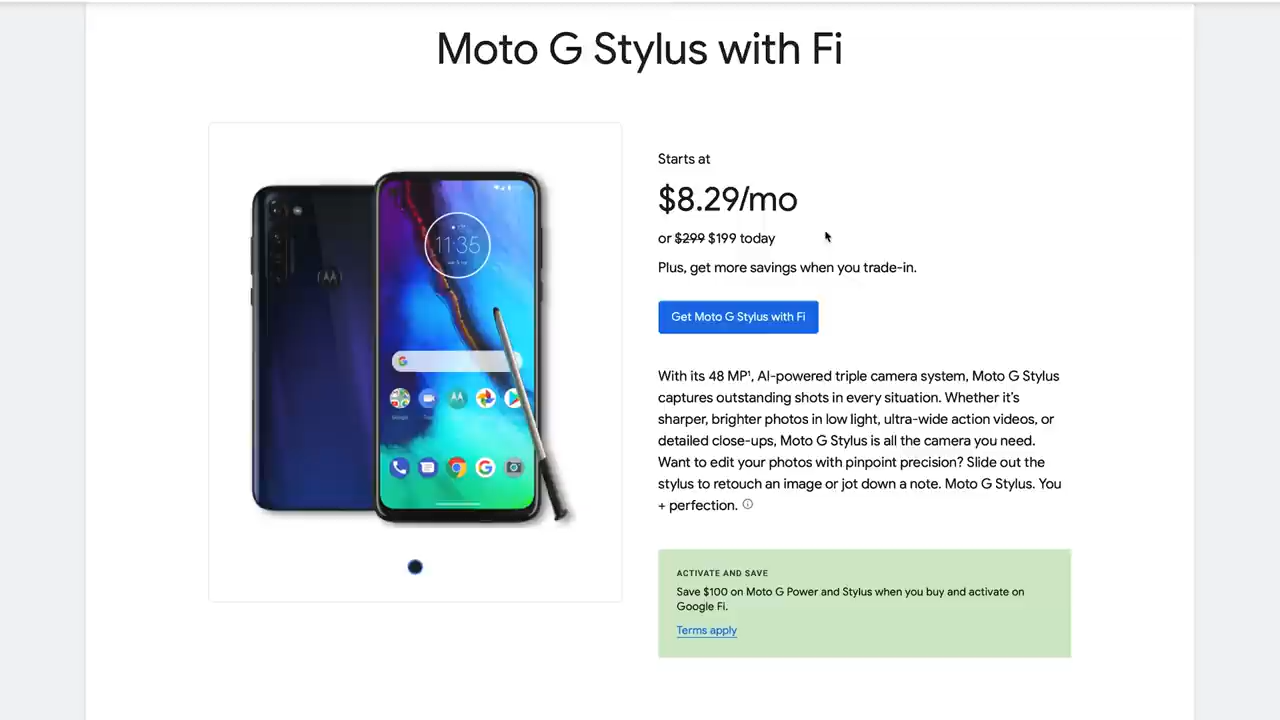 Moto G Stylus with Fi
11:35
Starts at
$8.29/mo
or $299 $199 today
Plus, get more savings when you trade-in.
Get Moto G Stylus with Fi
With its 48 MP¹, AI-powered triple camera system, Moto G Stylus
captures outstanding shots in every situation. Whether it's
sharper, brighter photos in low light, ultra-wide action videos, or
detailed close-ups, Moto G Stylus is all the camera you need.
Want to edit your photos with pinpoint precision? Slide out the
stylus to retouch an image or jot down a note. Moto G Stylus. You
+ perfection.
ACTIVATE AND SAVE
Save $100 on Moto G Power and Stylus when you buy and activate on
Google Fi.
Terms apply